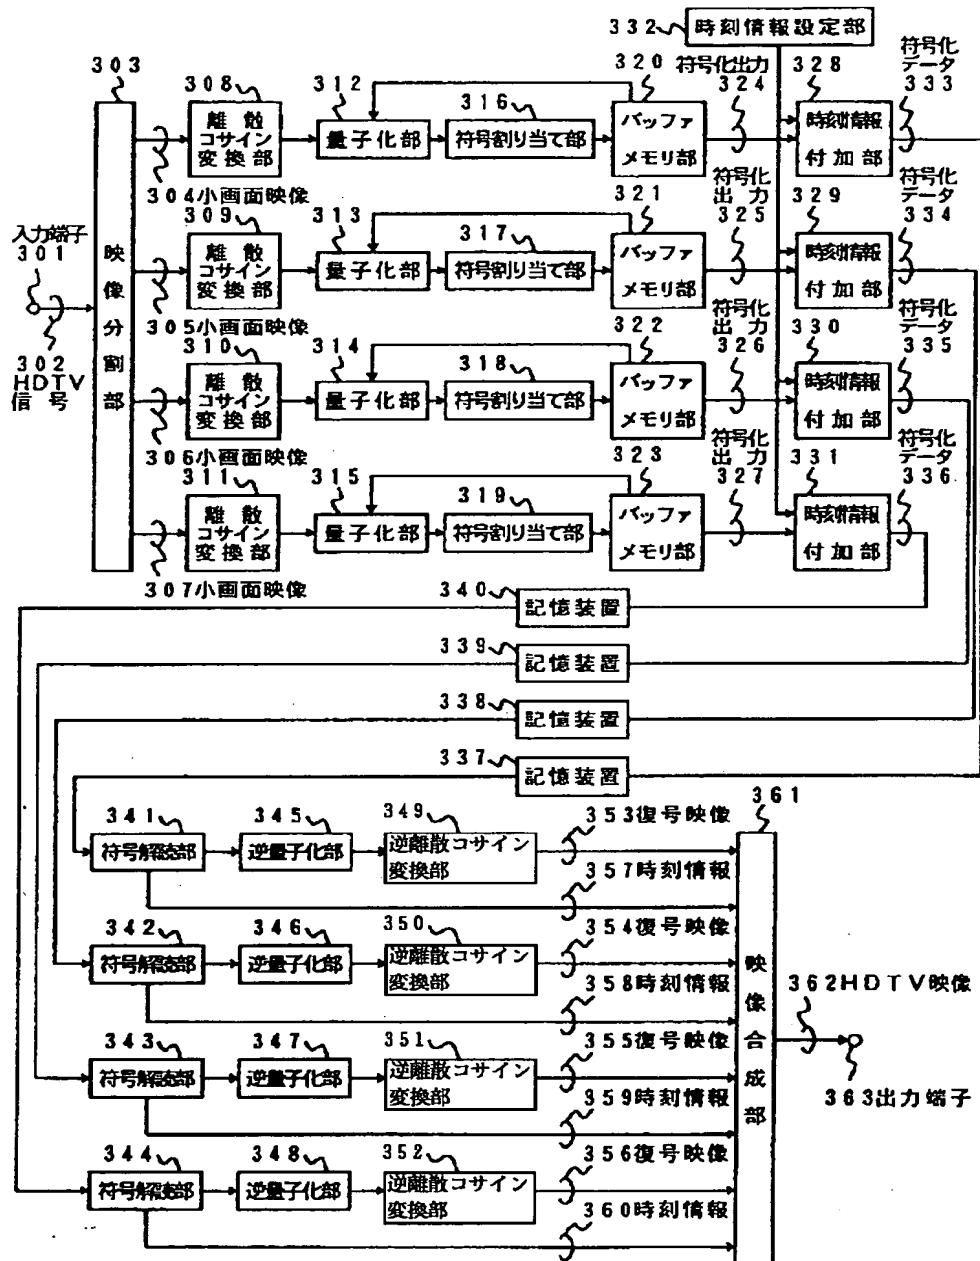 332
時刻情報設定部
303
308
312
316
320
符号化出力
324
328
符号化
データ
333
離散
コサイン
変換部
量子化部
符号割り当て部
バッファ
メモリ部
時刻情報
付加部
304小画面映像
309
313
317
321
符号化
出力
325
329
符号化
データ
334
入力端子
301
離散
コサイン
変換部
量子化部
符号割り当て部
バッファ
メモリ部
時刻情報
付加部
映像分割部
302
HDTV
信号
305小画面映像
310
314
318
322
符号化
出力
326
330
符号化
データ
335
離散
コサイン
変換部
量子化部
符号割り当て部
バッファ
メモリ部
時刻情報
付加部
306小画面映像
311
315
319
323
符号化
出力
327
331
符号化
データ
336
離散
コサイン
変換部
量子化部
符号割り当て部
バッファ
メモリ部
時刻情報
付加部
307小画面映像
340
記憶装置
339
記憶装置
338
記憶装置
337
記憶装置
361
341
345
349
353復号映像
符号解読部
逆量子化部
逆離散コサイン
変換部
357時刻情報
342
346
350
354復号映像
符号解読部
逆量子化部
逆離散コサイン
変換部
358時刻情報
映像合成部
362HDTV映像
363出力端子
343
347
351
355復号映像
符号解読部
逆量子化部
逆離散コサイン
変換部
359時刻情報
344
348
352
356復号映像
符号解読部
逆量子化部
逆離散コサイン
変換部
360時刻情報